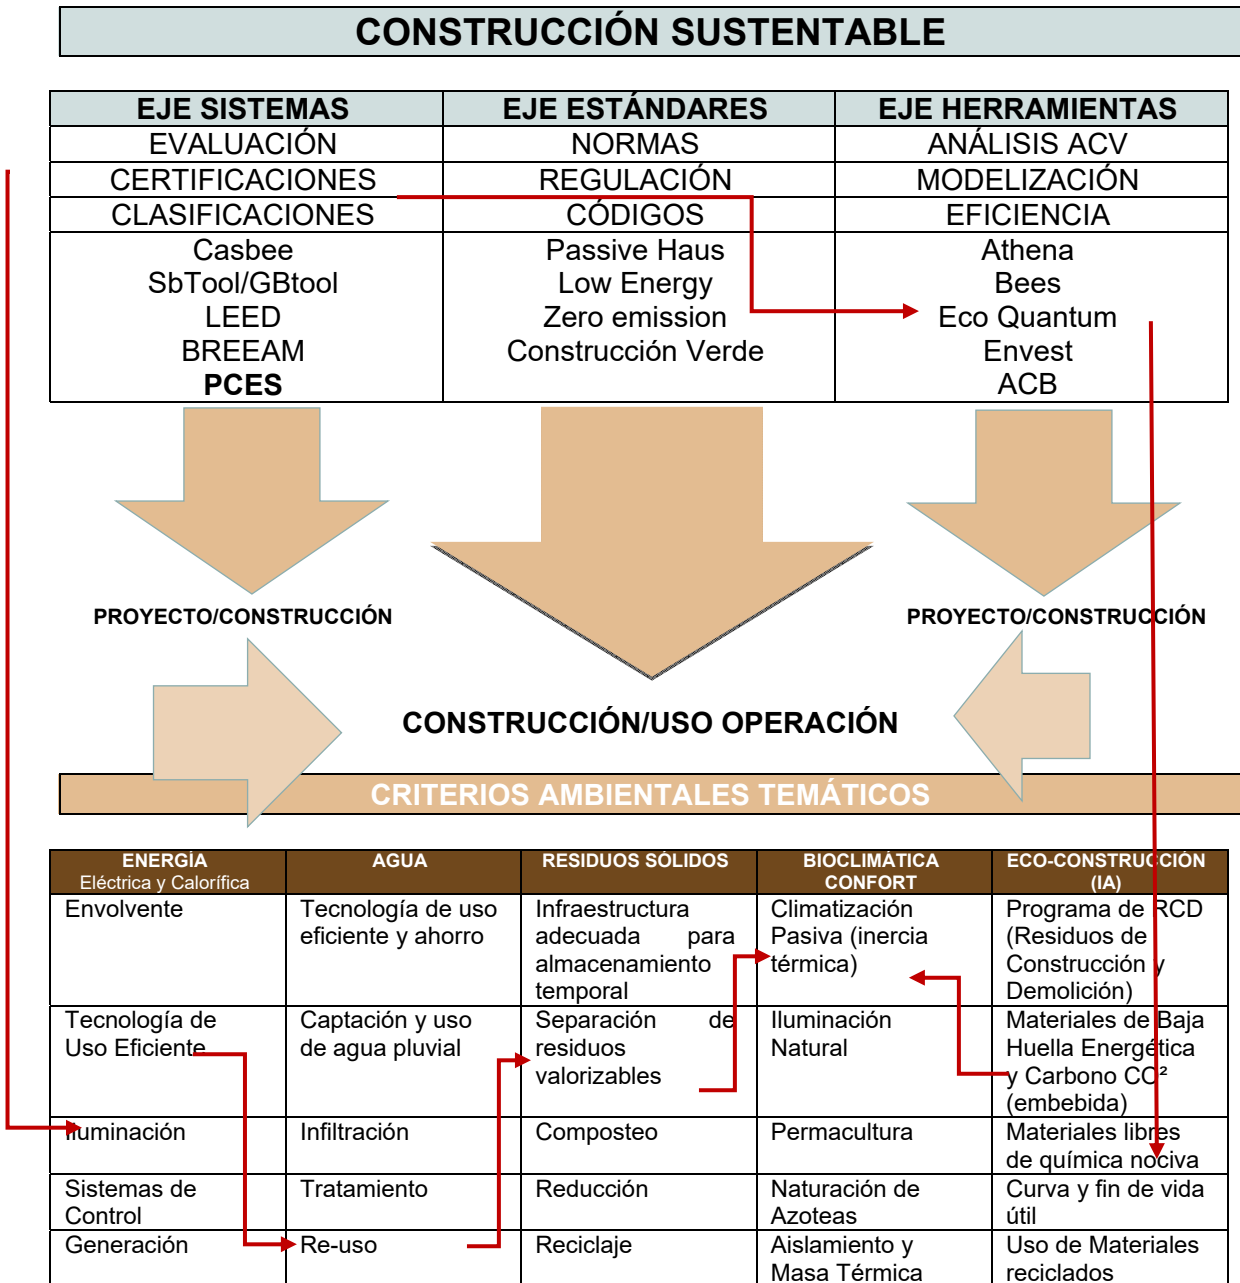 CONSTRUCCIÓN SUSTENTABLE
EJE SISTEMAS
EJE ESTÁNDARES
EJE HERRAMIENTAS
EVALUACIÓN
NORMAS
ANÁLISIS ACV
CERTIFICACIONES
REGULACIÓN
MODELIZACIÓN
CLASIFICACIONES
CÓDIGOS
EFICIENCIA
Casbee
SbTool/GBtool
LEED
BREEAM
PCES
Passive Haus
Low Energy
Zero emission
Construcción Verde
Athena
Bees
Eco Quantum
Envest
ACB
PROYECTO/CONSTRUCCIÓN
PROYECTO/CONSTRUCCIÓN
CONSTRUCCIÓN/USO OPERACIÓN
CRITERIOS AMBIENTALES TEMÁTICOS
ENERGÍA
Eléctrica y Calorífica
AGUA
RESIDUOS SÓLIDOS
BIOCLIMÁTICA
CONFORT
ECO-CONSTRUCCIÓN
(IA)
Envolvente
Tecnología de uso
eficiente y ahorro
Infraestructura
adecuada para
almacenamiento
temporal
Climatización
Pasiva (inercia
térmica)
Programa de RCD
(Residuos de
Construcción y
Demolición)
Tecnología de
Uso Eficiente
Captación y uso
de agua pluvial
Separación de
residuos
valorizables
Iluminación
Natural
Materiales de Baja
Huella Energética
y Carbono CO²
(embebida)
Iluminación
Infiltración
Composteo
Permacultura
Materiales libres
de química nociva
Sistemas de
Control
Tratamiento
Reducción
Naturación de
Azoteas
Curva y fin de vida
útil
Generación
Re-uso
Reciclaje
Aislamiento y
Masa Térmica
Uso de Materiales
reciclados